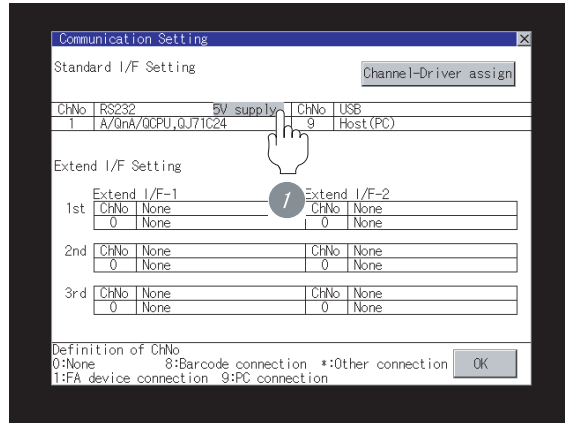 Communication Setting X
Standard I/F Setting
Channel-Driver assign
ChNo RS232 5V supply ChNo USB
1 A/QnA/QCPU,QJ71C24 9 Host(PC)
Extend I/F Setting
Extend I/F-1 Extend I/F-2
1st ChNo None ChNo None
0 None 0 None
2nd ChNo None ChNo None
0 None 0 None
3rd ChNo None ChNo None
0 None 0 None
Definition of ChNo
0:None 8:Barcode connection *:Other connection OK
1:FA device connection 9:PC connection
1